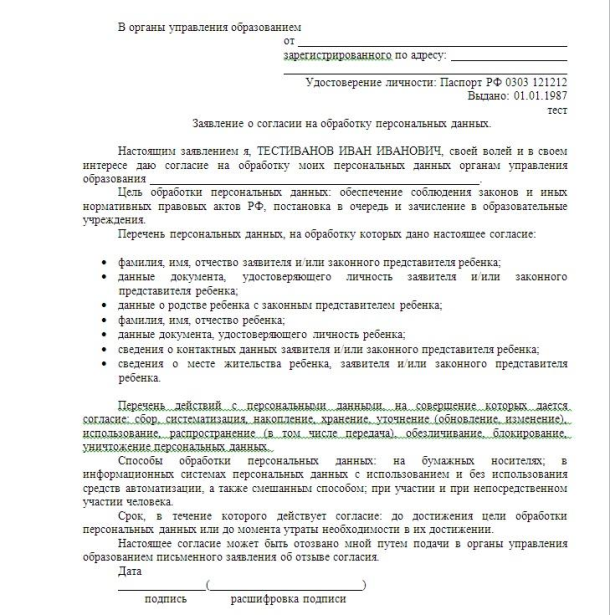 В органы управления образованием
от
зарегистрированного по адресу:
Удостоверение личности: Паспорт РФ 0303 121212
Выдано: 01.01.1987
тест
Заявление о согласии на обработку персональных данных.
Настоящим заявлением я, ТЕСТИВАНОВ ИВАН ИВАНОВИЧ, своей волей и в своем
интересе даю согласие на обработку моих персональных данных органам управления
образования ___.
Цель обработки персональных данных: обеспечение соблюдения законов и иных
нормативных правовых актов РФ, постановка в очередь и зачисление в образовательные
учреждения.
Перечень персональных данных, на обработку которых дано настоящее согласие:
• фамилия, имя, отчество заявителя и/или законного представителя ребенка;
• данные документа, удостоверяющего личность заявителя и/или законного
представителя ребенка;
• данные о родстве ребенка с законным представителем ребенка;
• фамилия, имя, отчество ребенка;
• данные документа, удостоверяющего личность ребенка;
• сведения о контактных данных заявителя и/или законного представителя ребенка;
• сведения о месте жительства ребенка, заявителя и/или законного представителя
ребенка.
Перечень действий с персональными данными, на совершение которых дается
согласие: сбор, систематизация, накопление, хранение, уточнение (обновление, изменение),
использование, распространение (в том числе передача), обезличивание, блокирование,
уничтожение персональных данных.
Способы обработки персональных данных: на бумажных носителях; в
информационных системах персональных данных с использованием и без использования
средств автоматизации, а также смешанным способом; при участии и при непосредственном
участии человека.
Срок, в течение которого действует согласие: до достижения цели обработки
персональных данных или до момента утраты необходимости в их достижении.
Настоящее согласие может быть отозвано мной путем подачи в органы управления
образованием письменного заявления об отзыве согласия.
Дата
___(___)
подпись расшифровка подписи